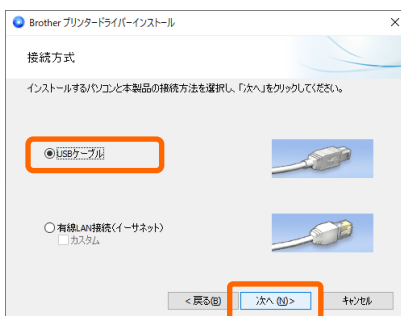 Brother プリンタードライバーインストール
接続方式
インストールするパソコンと本製品の接続方法を選択し、「次へ」をクリックしてください。
USBケーブル
有線LAN接続(イーサネット)
カスタム
< 戻る(B)
次へ (N)>
キャンセル